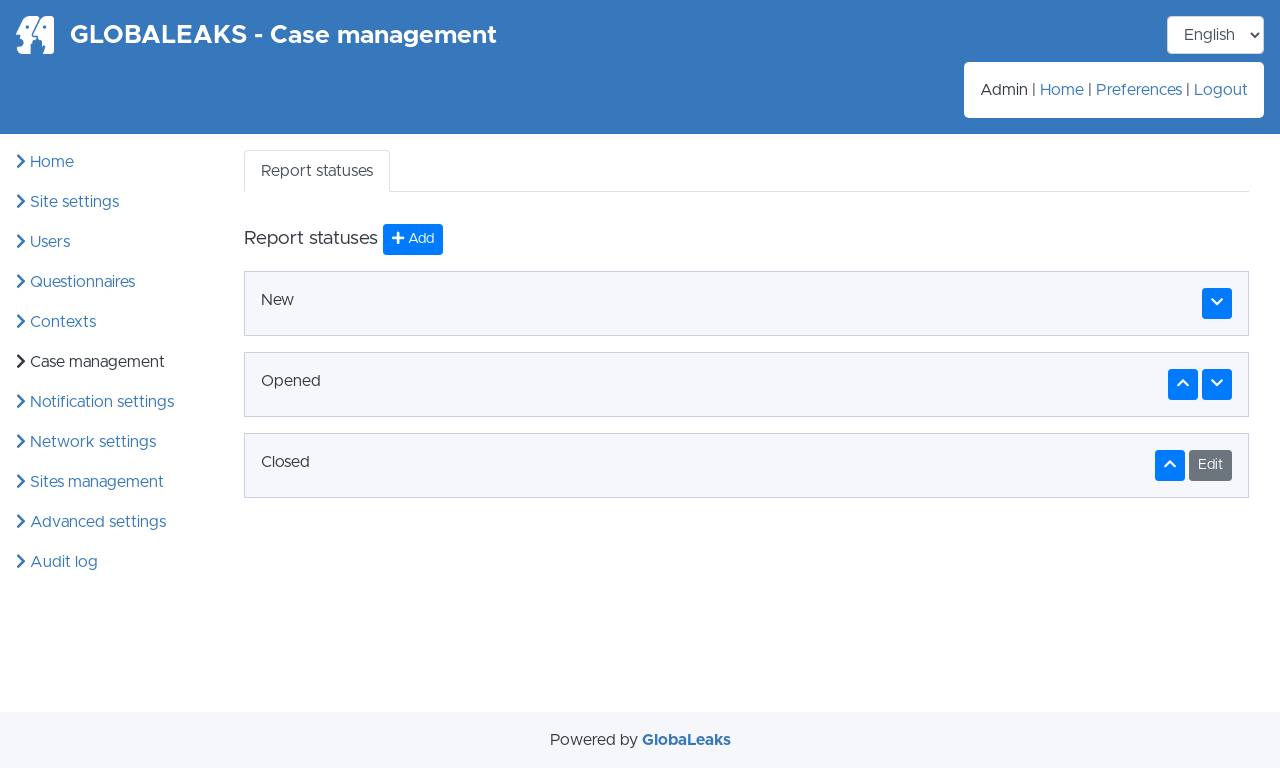 GLOBALEAKS - Case management
English
Admin | Home | Preferences | Logout
Home
Site settings
Users
Questionnaires
Contexts
Case management
Notification settings
Network settings
Sites management
Advanced settings
Audit log
Report statuses
Report statuses Add
New
Opened
Closed Edit
Powered by GlobaLeaks